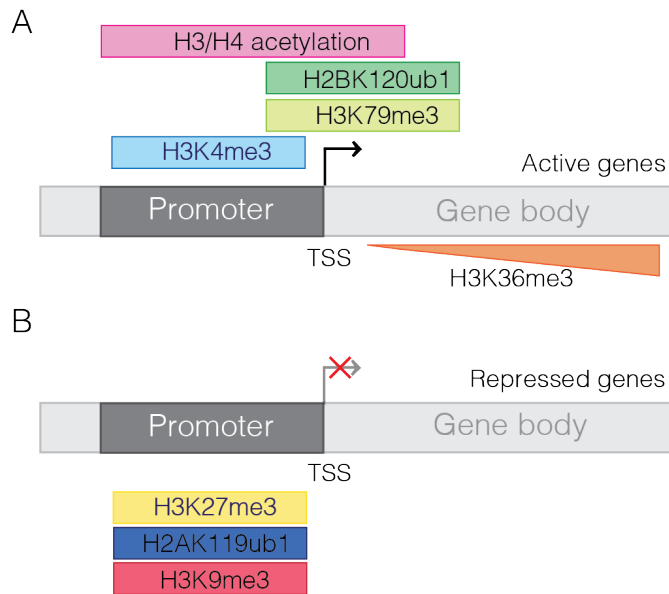 A
H3/H4 acetylation
H2BK120ub1
H3K79me3
H3K4me3
Active genes
Promoter
Gene body
TSS
H3K36me3
B
Repressed genes
Promoter
Gene body
TSS
H3K27me3
H2AK119ub1
H3K9me3